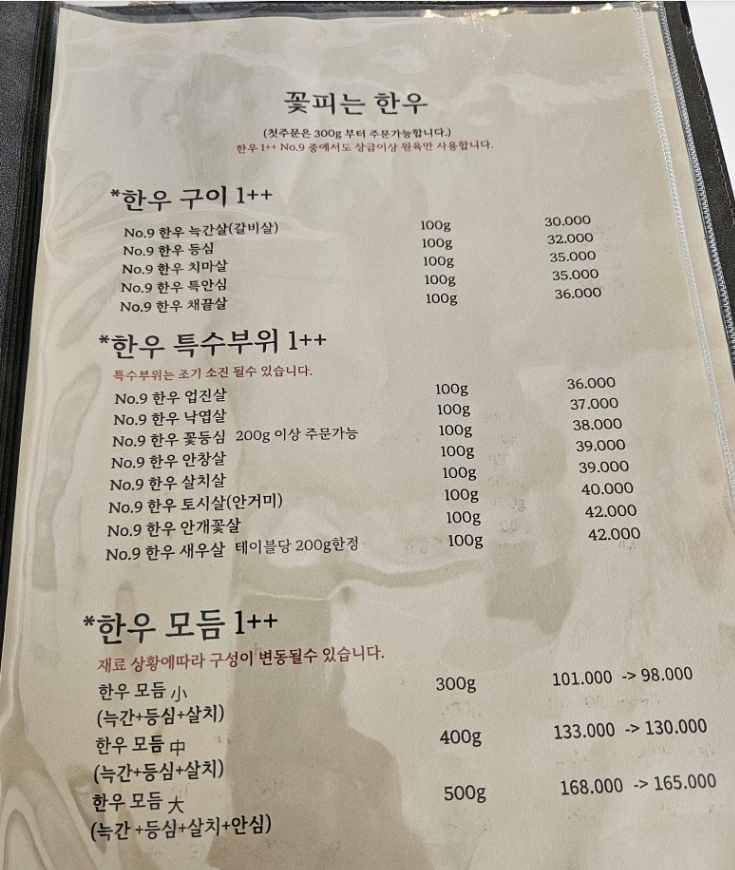 꽃피는 한우
(첫주문은 300g 부터 주문가능합니다.)
한우 1++ No.9 중에서도 상급이상 원육만 사용합니다.
*한우 구이 1++
No.9 한우 늑간살(갈비살) 100g 30.000
No.9 한우 등심 100g 32.000
No.9 한우 치마살 100g 35.000
No.9 한우 특안심 100g 35.000
No.9 한우 채끝살 100g 36.000
*한우 특수부위 1++
특수부위는 조기 소진 될수 있습니다.
No.9 한우 업진살 100g 36.000
No.9 한우 낙엽살 100g 37.000
No.9 한우 꽃등심 200g 이상 주문가능 100g 38.000
No.9 한우 안창살 100g 39.000
No.9 한우 살치살 100g 39.000
No.9 한우 토시살(안거미) 100g 40.000
No.9 한우 안개꽃살 100g 42.000
No.9 한우 새우살 테이블당 200g한정 100g 42.000
*한우 모듬 1++
재료 상황에따라 구성이 변동될수 있습니다.
한우 모듬 小 300g 101.000 -> 98.000
(늑간+등심+살치)
한우 모듬 中 400g 133.000 -> 130.000
(늑간+등심+살치)
한우 모듬 大 500g 168.000 -> 165.000
(늑간 +등심+살치+안심)